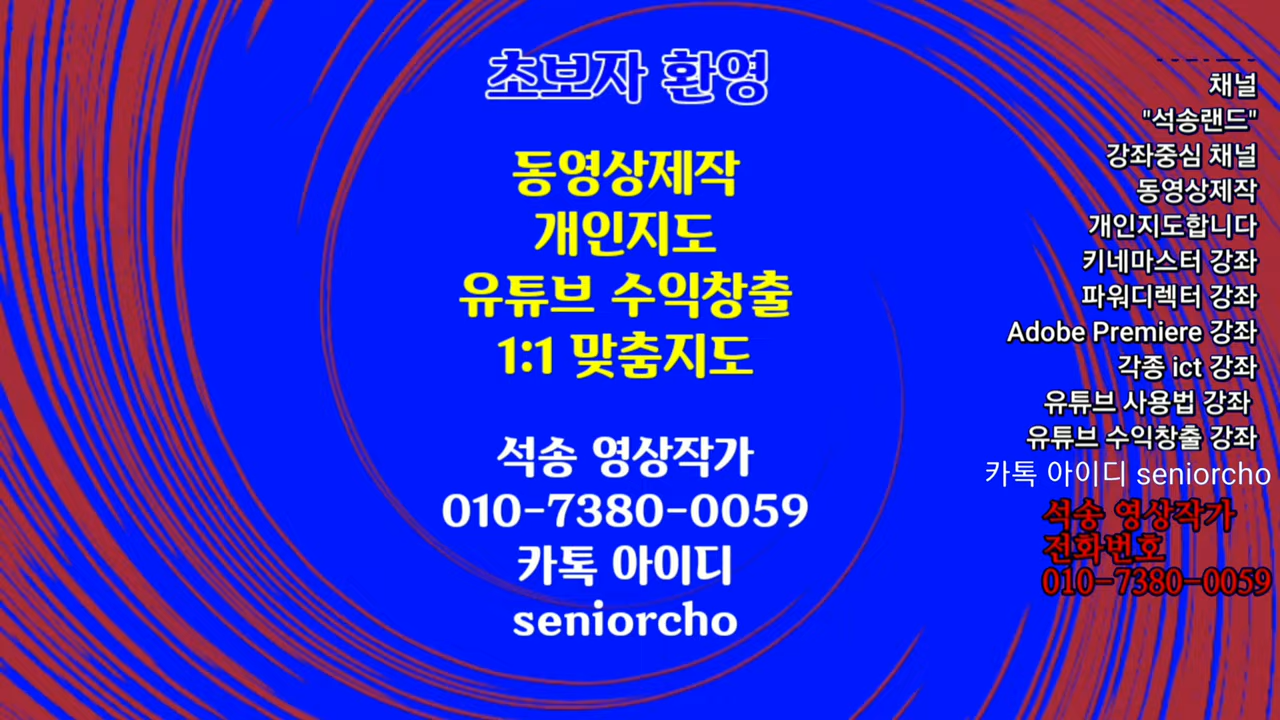 초보자 환영
동영상제작
개인지도
유튜브 수익창출
1:1 맞춤지도
석송 영상작가
010-7380-0059
카톡 아이디
seniorcho
채널
"석송랜드"
강좌중심 채널
동영상제작
개인지도합니다
키네마스터 강좌
파워디렉터 강좌
Adobe Premiere 강좌
각종 ict 강좌
유튜브 사용법 강좌
유튜브 수익창출 강좌
카톡 아이디 seniorcho
석송 영상작가
전화번호
010-7380-0059